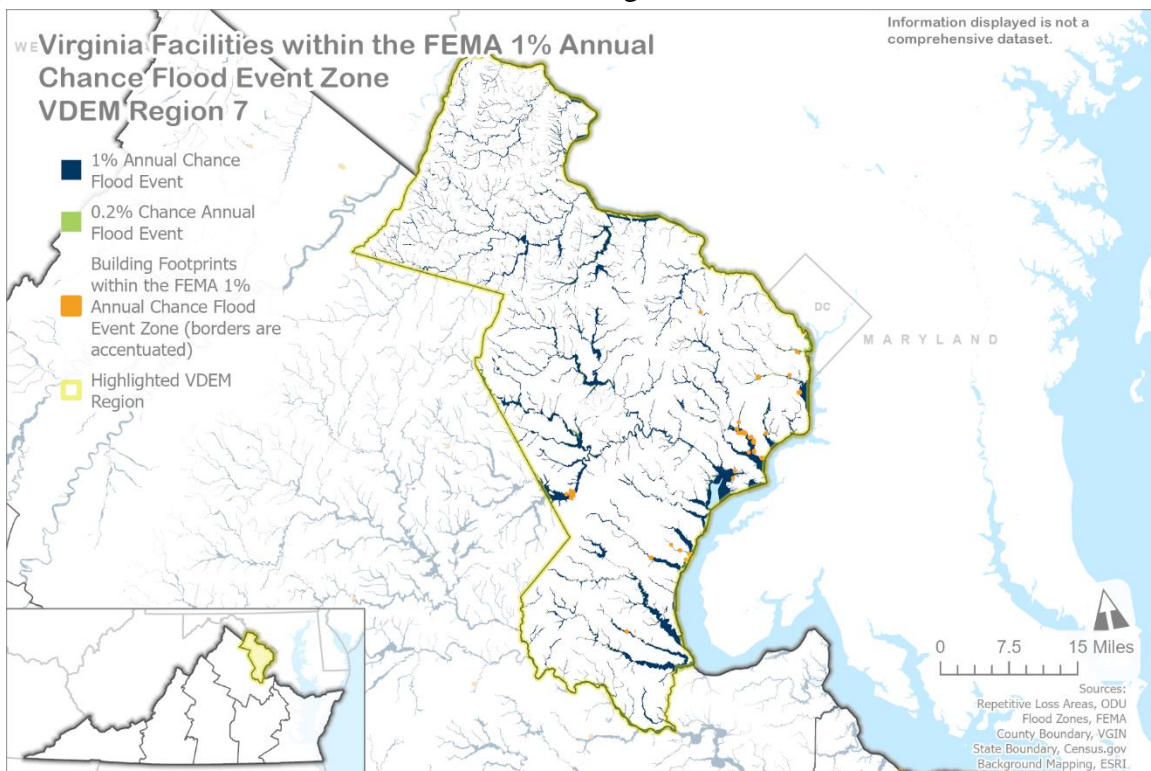 Information displayed is not a
comprehensive dataset.
WE
Virginia Facilities within the FEMA 1% Annual
Chance Flood Event Zone
VDEM Region 7
1% Annual Chance
Flood Event
0.2% Chance Annual
Flood Event
Building Footprints
within the FEMA 1%
Annual Chance Flood
Event Zone (borders are
accentuated)
Highlighted VDEM
Region
DC
MARYLAND
0 7.5 15 Miles
Sources:
Repetitive Loss Areas, ODU
Flood Zones, FEMA
County Boundary, VGIN
State Boundary, Census.gov
Background Mapping, ESRI